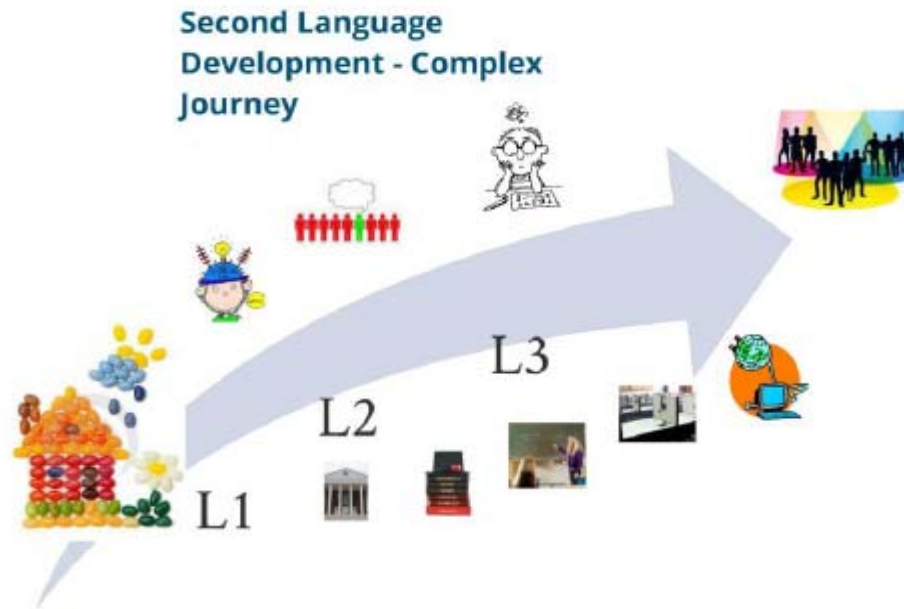 Second Language
Development - Complex
Journey
L3
L2
L1